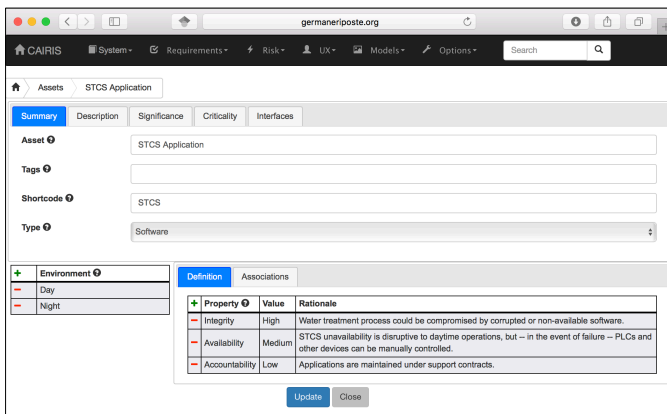 germaneriposte.org
CAIRIS System Requirements Risk UX Models Options Search
Assets STCS Application
Summary Description Significance Criticality Interfaces
Asset STCS Application
Tags
Shortcode STCS
Type Software
+ Environment
− Day
− Night
Definition Associations
+ Property Value Rationale
− Integrity High Water treatment process could be compromised by corrupted or non-available software.
− Availability Medium STCS unavailability is disruptive to daytime operations, but -- in the event of failure -- PLCs and
other devices can be manually controlled.
− Accountability Low Applications are maintained under support contracts.
Update Close